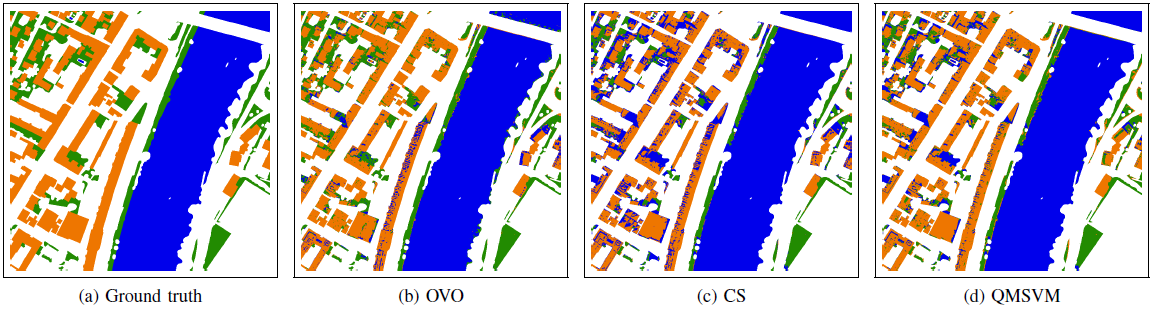 (a) Ground truth
(b) OVO
(c) CS
(d) QMSVM